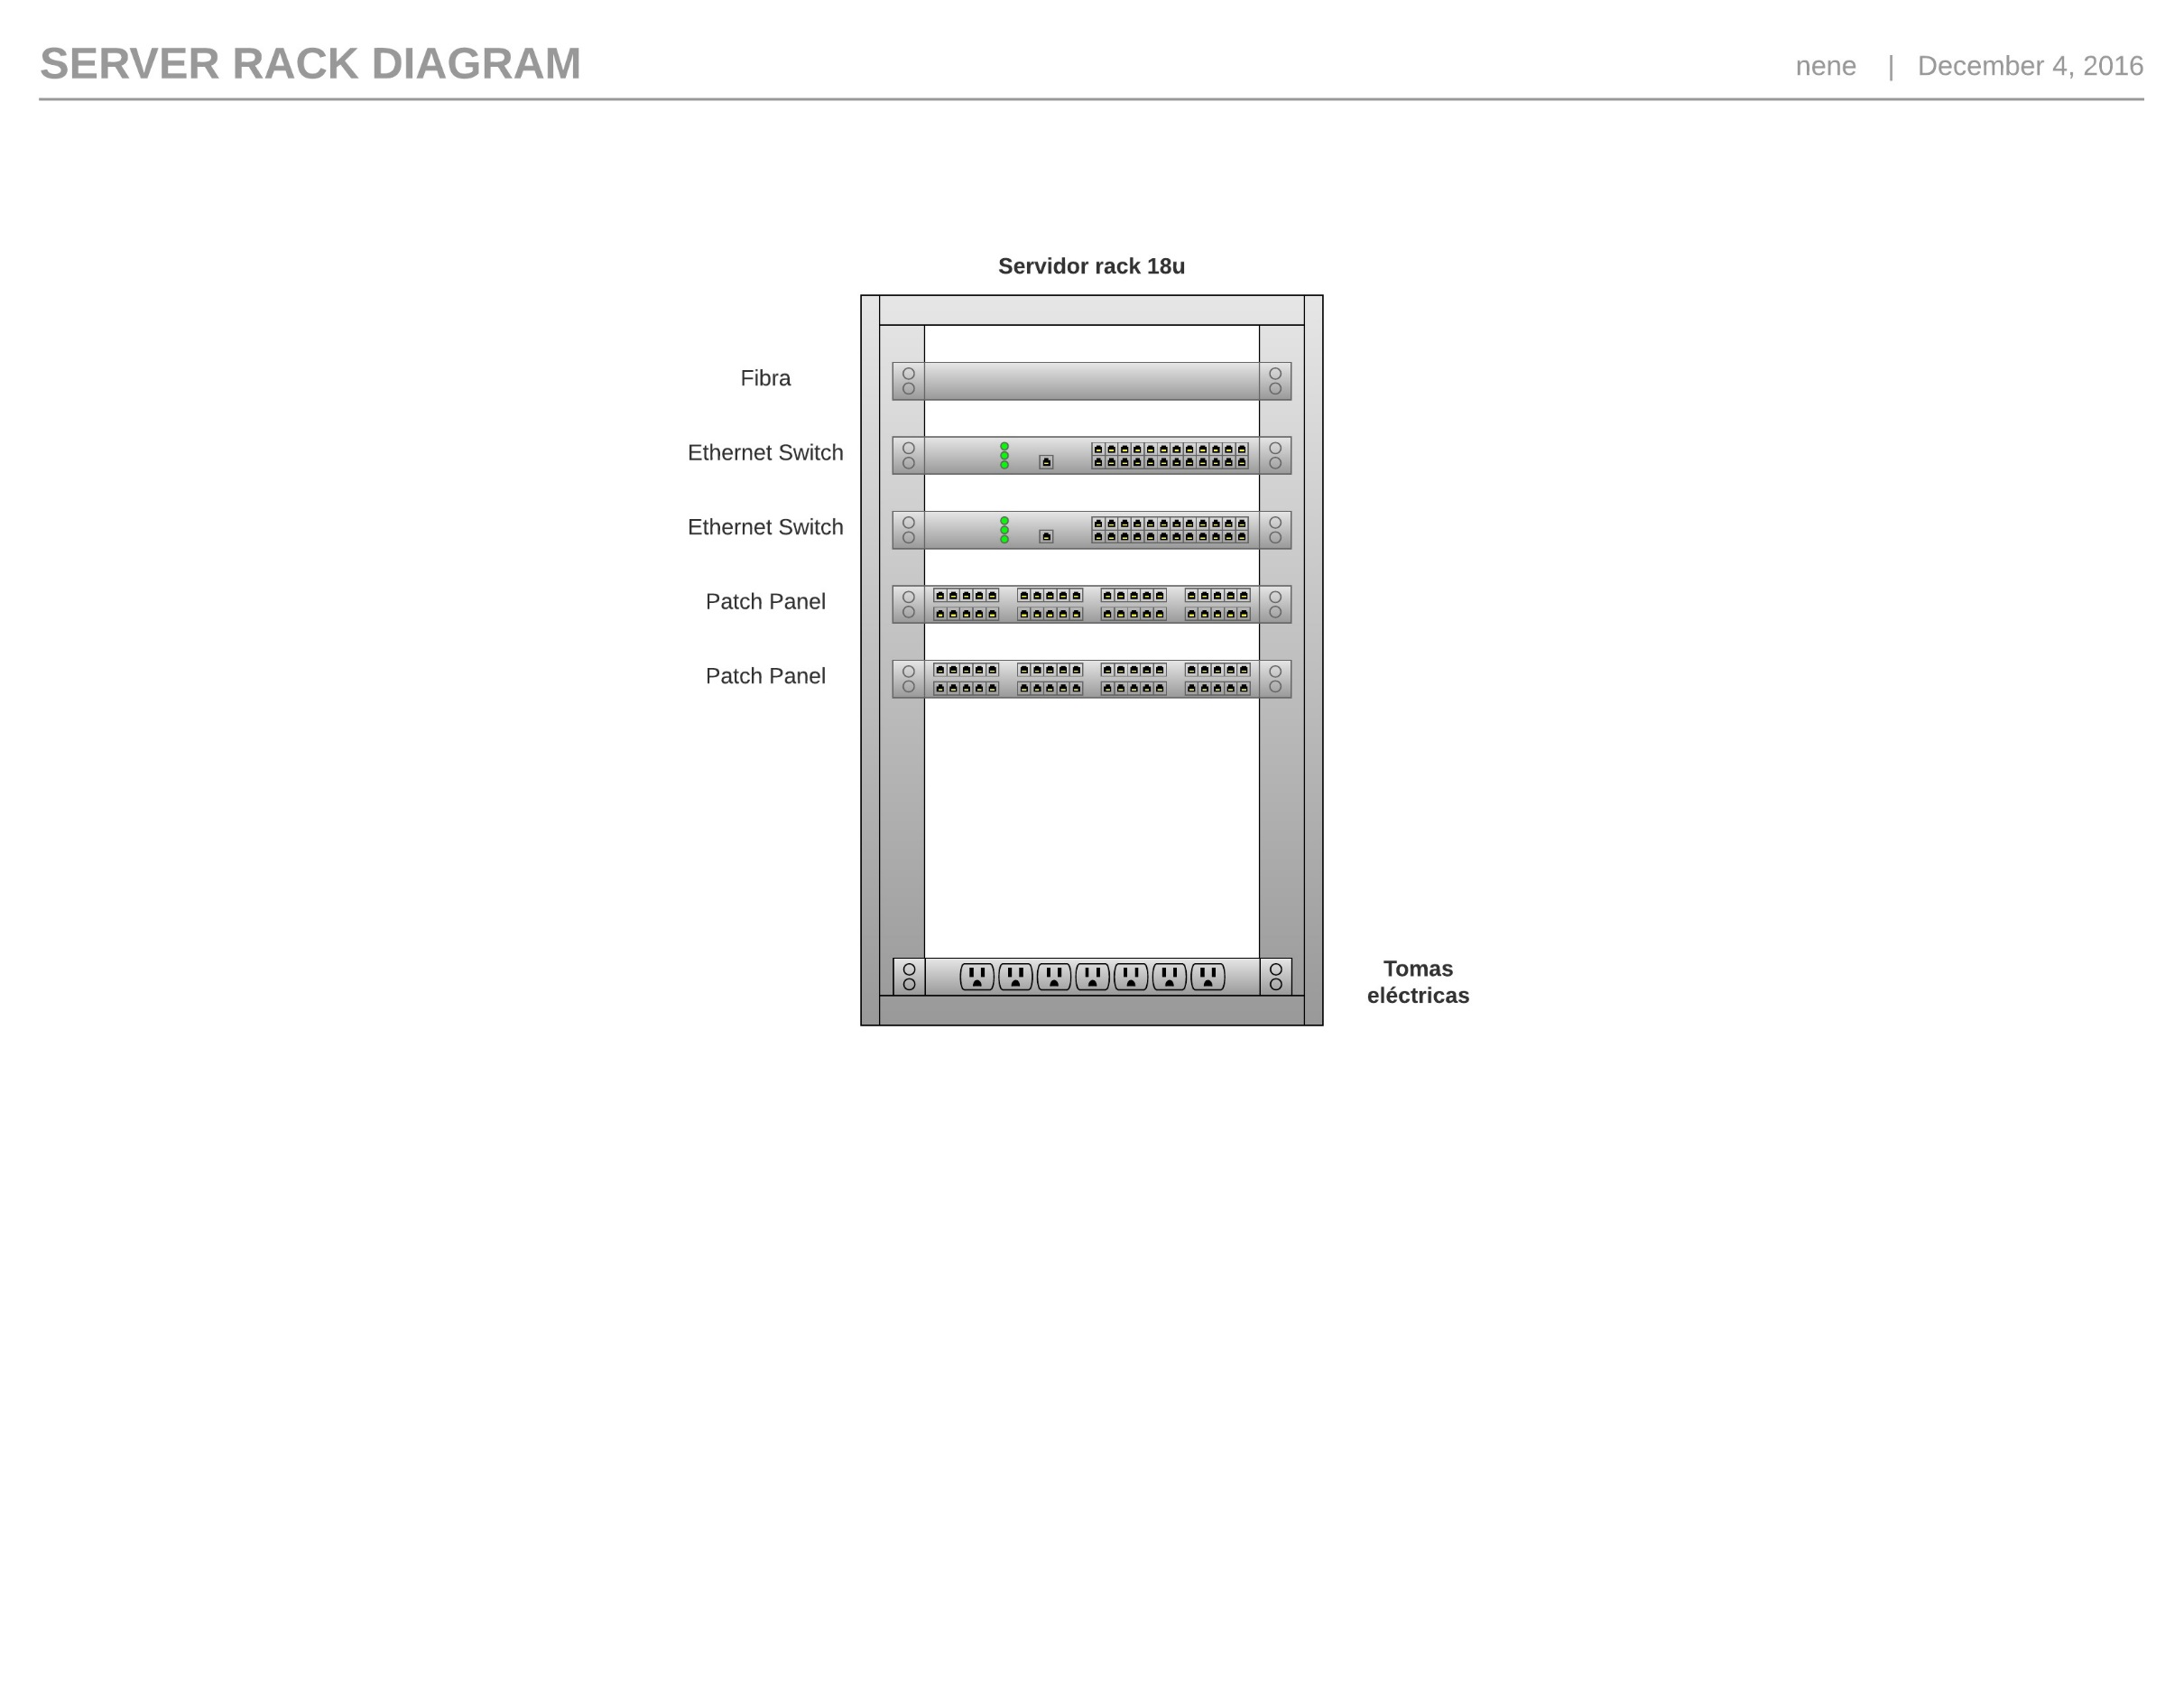 SERVER RACK DIAGRAM
nene | December 4, 2016
Servidor rack 18u
Fibra
Ethernet Switch
Ethernet Switch
Patch Panel
Patch Panel
Tomas
eléctricas